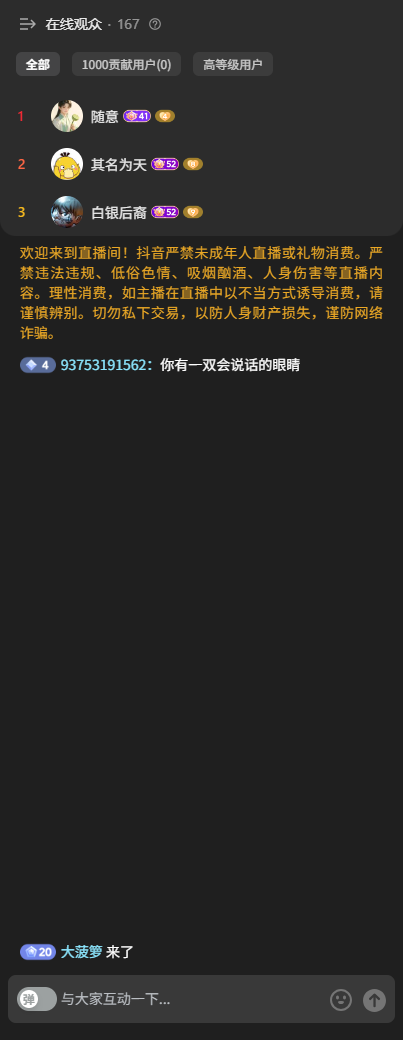 在线观众 · 167
全部 1000贡献用户(0) 高等级用户
1 随意 41
2 其名为天 52
3 白银后裔 52
欢迎来到直播间！抖音严禁未成年人直播或礼物消费。严
禁违法违规、低俗色情、吸烟酗酒、人身伤害等直播内
容。理性消费，如主播在直播中以不当方式诱导消费，请
谨慎辨别。切勿私下交易，以防人身财产损失，谨防网络
诈骗。
4 93753191562：你有一双会说话的眼睛
20 大菠萝 来了
弹 与大家互动一下...